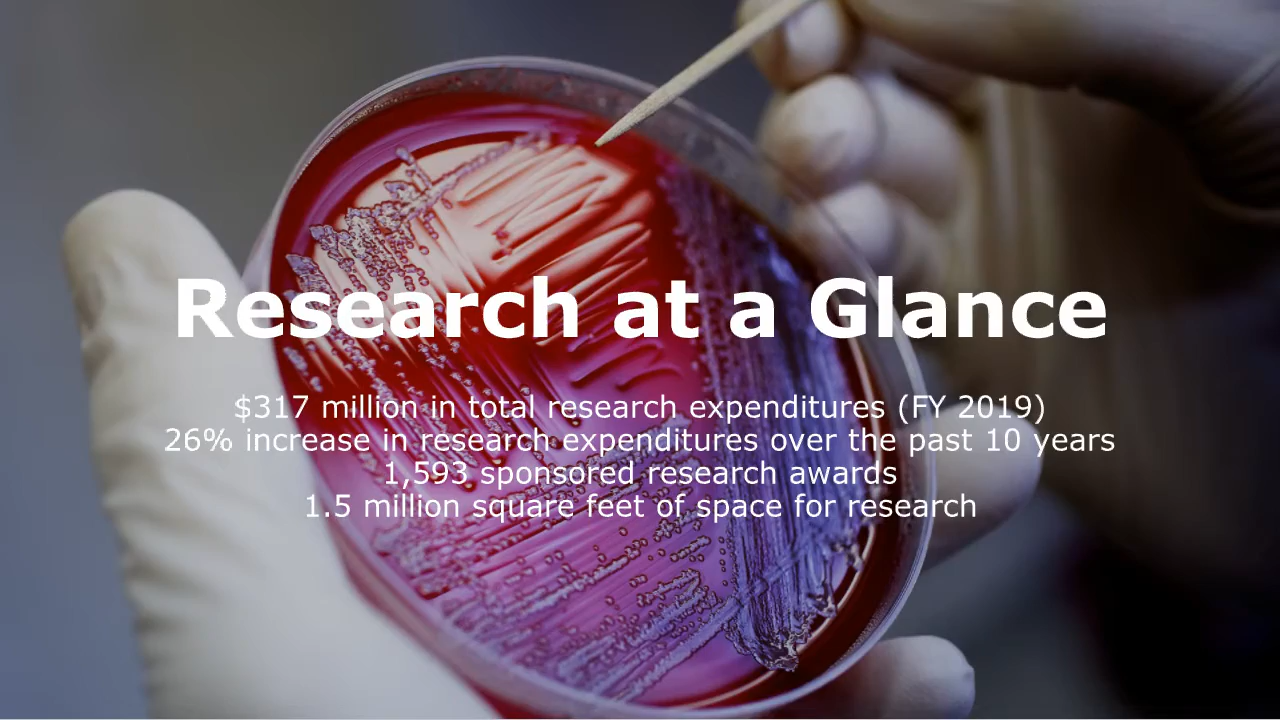 Research at a Glance
$317 million in total research expenditures (FY 2019)
26% increase in research expenditures over the past 10 years
1,593 sponsored research awards
1.5 million square feet of space for research